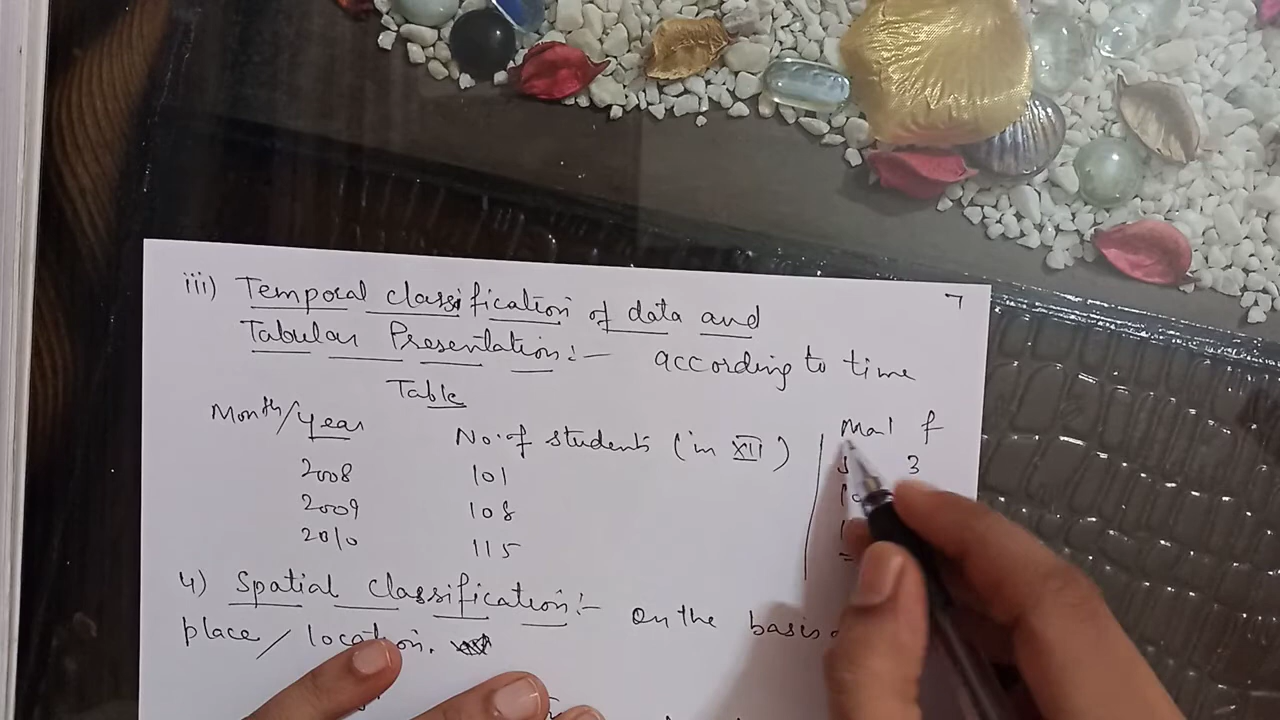 7
iii) Temporal classification of data and
Tabular Presentation:- according to time
Table
Month/year No. of students (in XII)
2008 101
2009 108
2010 115
Mal f
3
4) Spatial Classification:- On the basis
place/location.